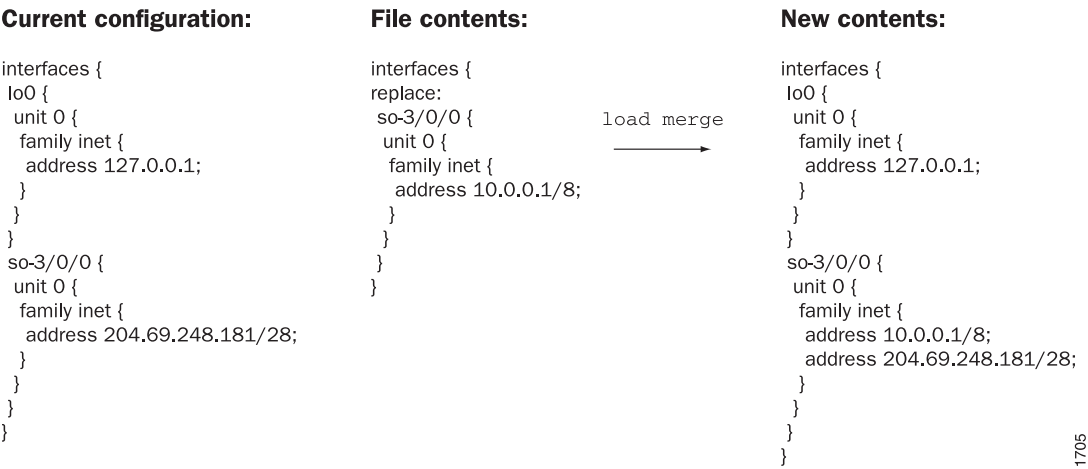 Current configuration:
interfaces {
lo0 {
unit 0 {
family inet {
address 127.0.0.1;
}
}
}
so-3/0/0 {
unit 0 {
family inet {
address 204.69.248.181/28;
}
}
}
}
File contents:
interfaces {
replace:
so-3/0/0 {
unit 0 {
family inet {
address 10.0.0.1/8;
}
}
}
}
load merge
New contents:
interfaces {
lo0 {
unit 0 {
family inet {
address 127.0.0.1;
}
}
}
so-3/0/0 {
unit 0 {
family inet {
address 10.0.0.1/8;
address 204.69.248.181/28;
}
}
}
}
1705